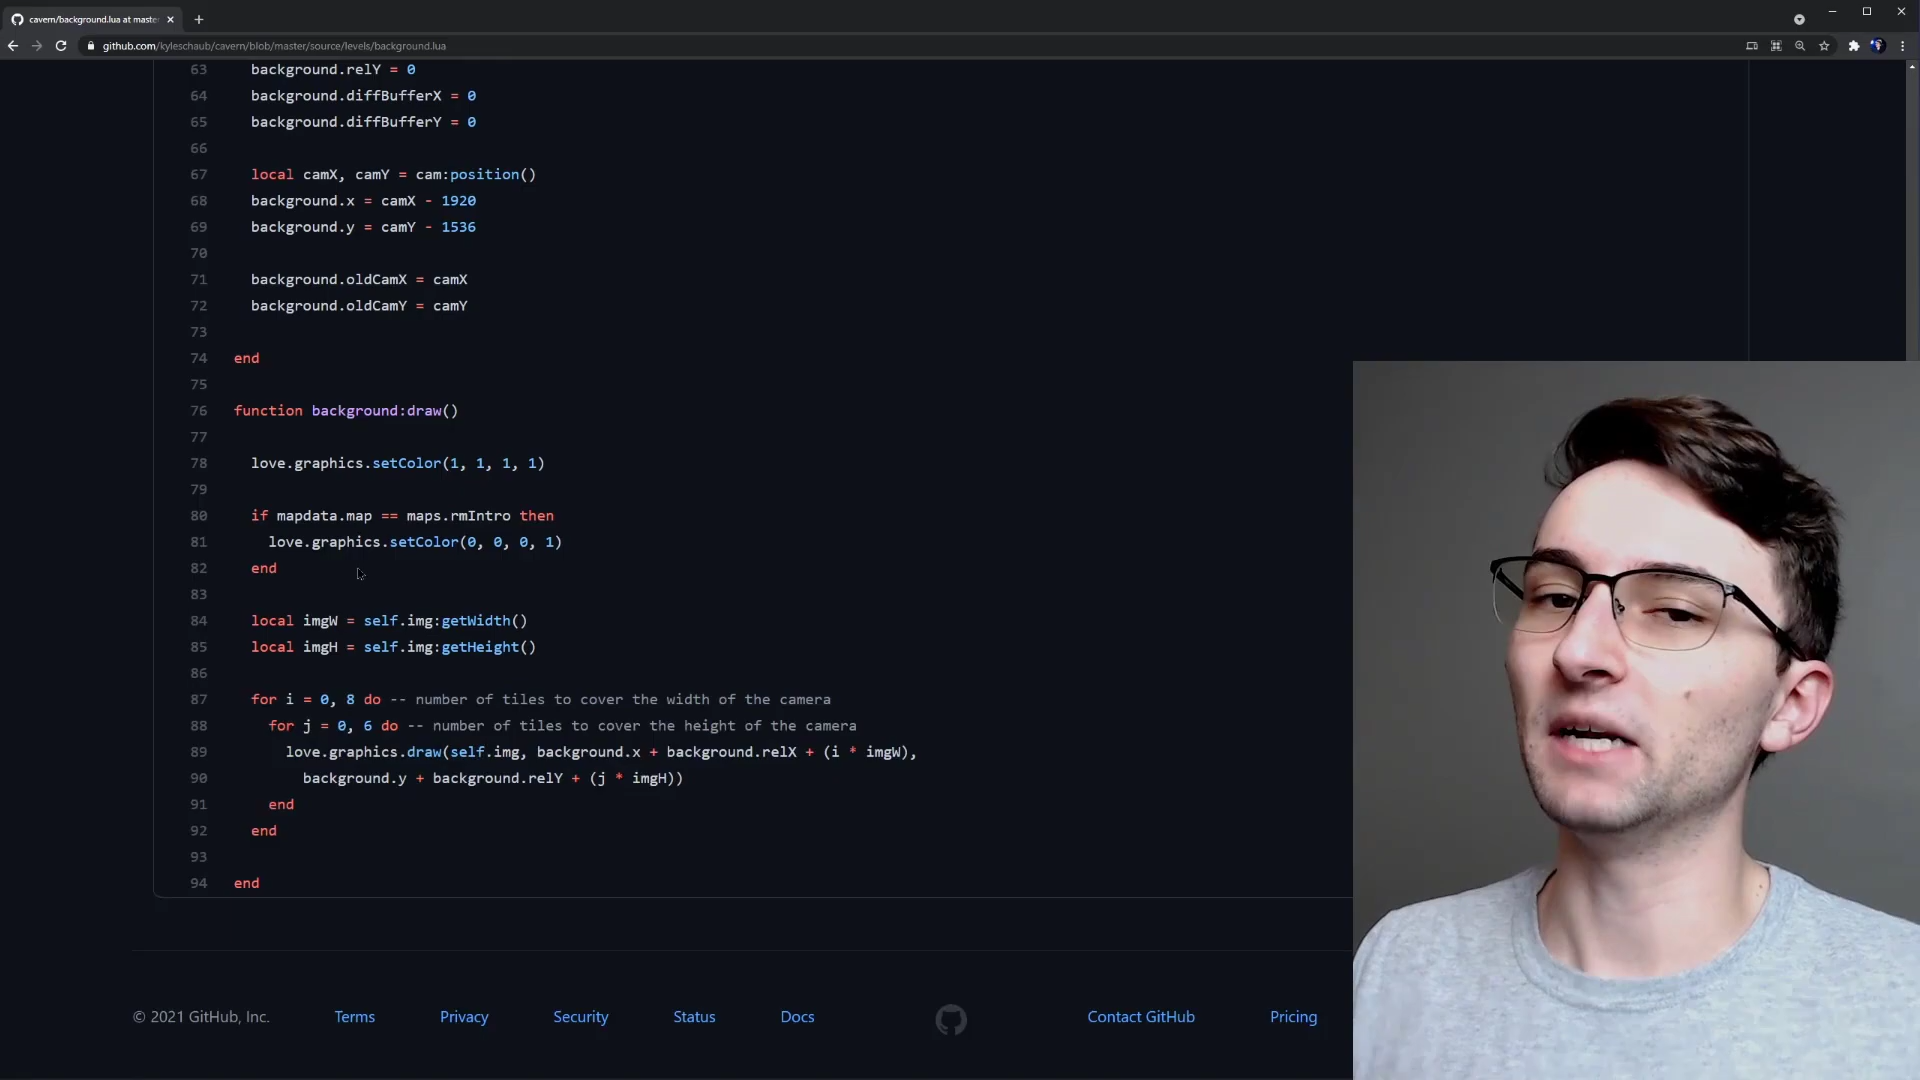 cavern/background.lua at maste
github.com/kyleschaub/cavern/blob/master/source/levels/background.lua
63 background.relY = 0
64 background.diffBufferX = 0
65 background.diffBufferY = 0
66
67 local camX, camY = cam:position()
68 background.x = camX - 1920
69 background.y = camY - 1536
70
71 background.oldCamX = camX
72 background.oldCamY = camY
73
74 end
75
76 function background:draw()
77
78 love.graphics.setColor(1, 1, 1, 1)
79
80 if mapdata.map == maps.rmIntro then
81 love.graphics.setColor(0, 0, 0, 1)
82 end
83
84 local imgW = self.img:getWidth()
85 local imgH = self.img:getHeight()
86
87 for i = 0, 8 do -- number of tiles to cover the width of the camera
88 for j = 0, 6 do -- number of tiles to cover the height of the camera
89 love.graphics.draw(self.img, background.x + background.relX + (i * imgW),
90 background.y + background.relY + (j * imgH))
91 end
92 end
93
94 end
© 2021 GitHub, Inc. Terms Privacy Security Status Docs Contact GitHub Pricing